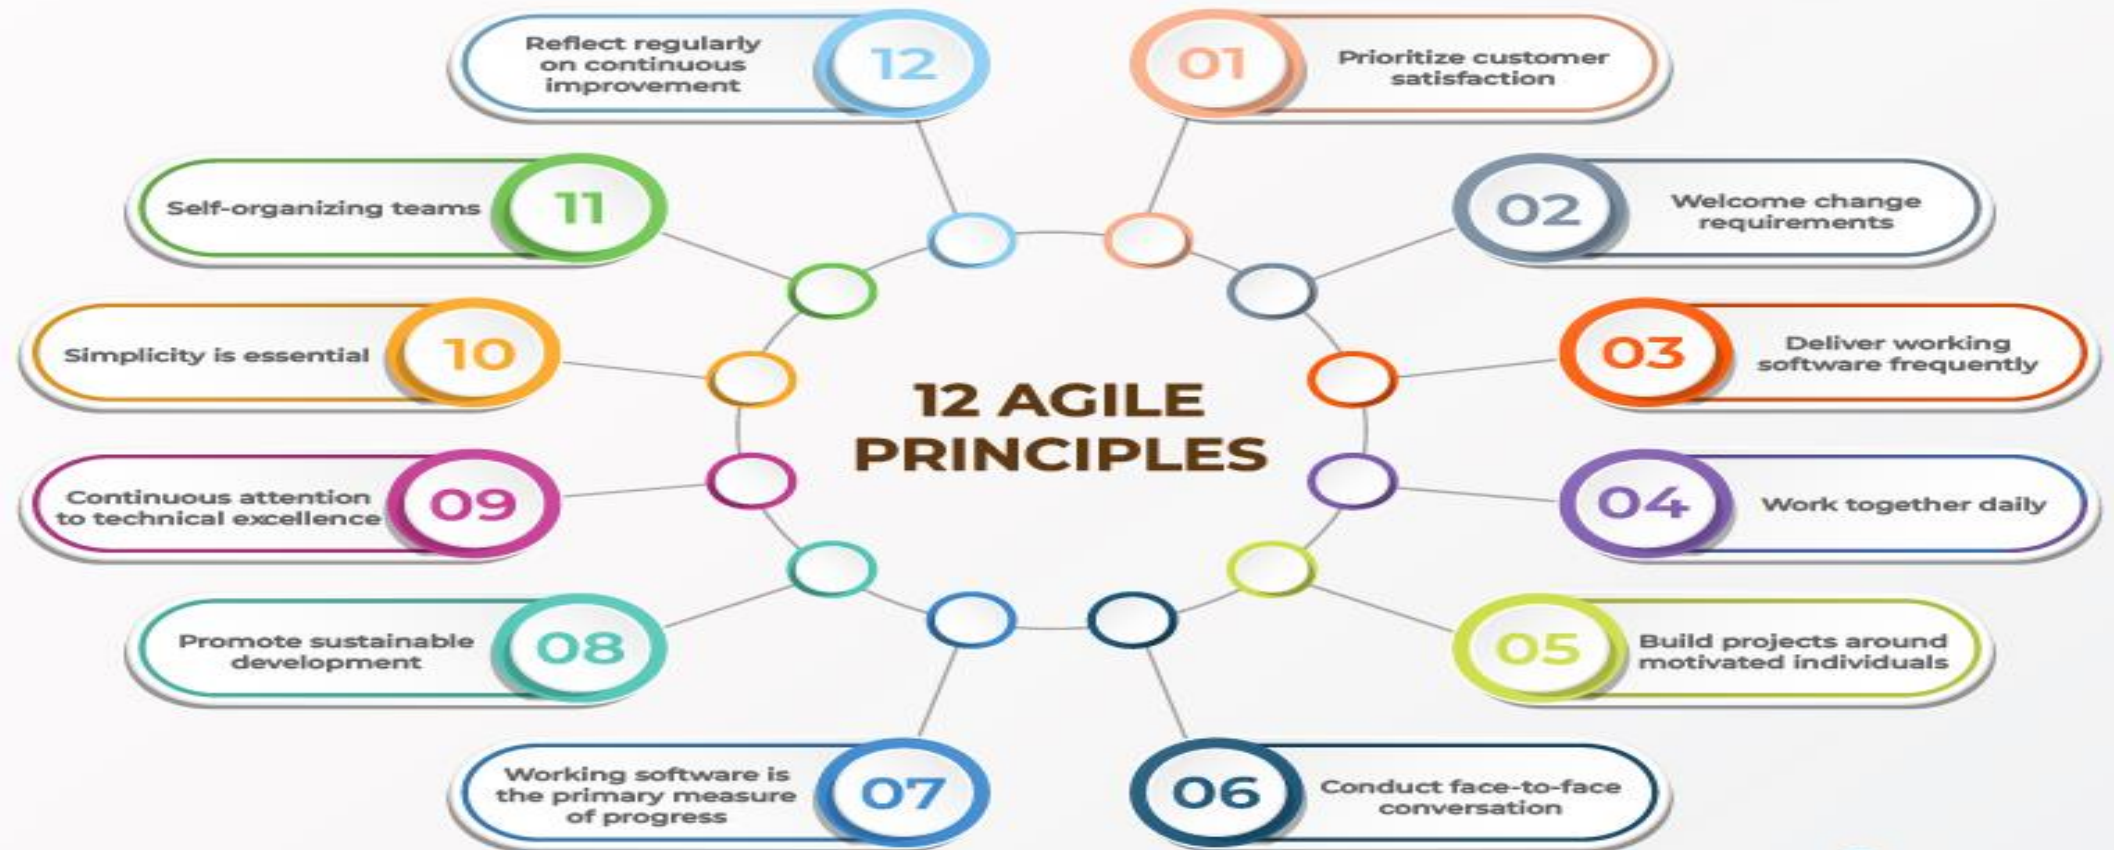 12 AGILE
PRINCIPLES
01
Prioritize customer
satisfaction
02
Welcome change
requirements
03
Deliver working
software frequently
04
Work together daily
05
Build projects around
motivated individuals
06
Conduct face-to-face
conversation
07
Working software is
the primary measure
of progress
08
Promote sustainable
development
09
Continuous attention
to technical excellence
10
Simplicity is essential
11
Self-organizing teams
12
Reflect regularly
on continuous
improvement